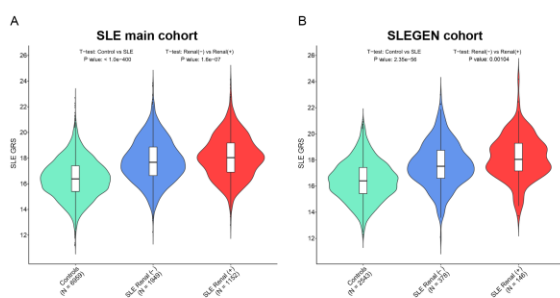 A
SLE main cohort
T-test: Control vs SLE
P value: < 1.0e-400
T-test: Renal(−) vs Renal(+)
P value: 1.6e-07
SLE GRS
26
24
22
20
18
16
14
12
Controls
(N = 6959)
SLE Renal (−)
(N = 1949)
SLE Renal (+)
(N = 1152)
B
SLEGEN cohort
T-test: Control vs SLE
P value: 2.35e-56
T-test: Renal(−) vs Renal(+)
P value: 0.00104
SLE GRS
26
24
22
20
18
16
14
12
Controls
(N = 2543)
SLE Renal (−)
(N = 378)
SLE Renal (+)
(N = 146)